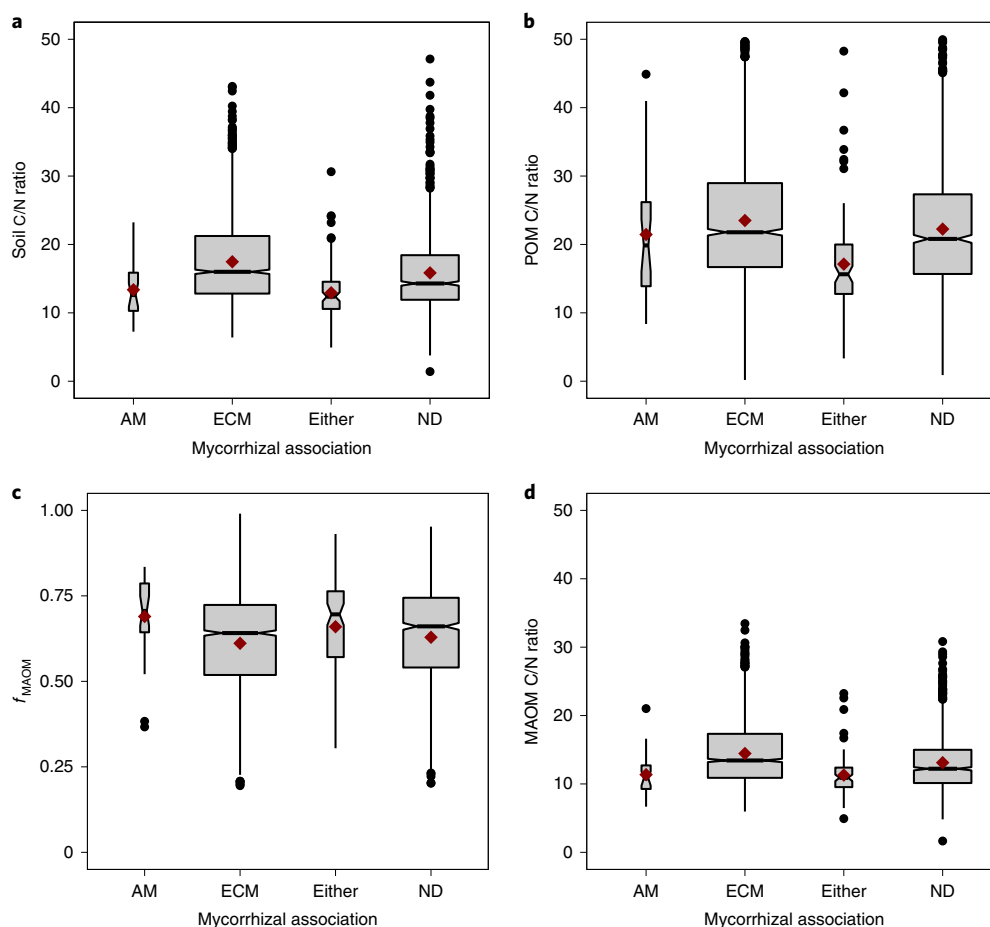 a
50
40
30
20
10
0
Soil C/N ratio
AM ECM Either ND
Mycorrhizal association
b
50
40
30
20
10
0
POM C/N ratio
AM ECM Either ND
Mycorrhizal association
c
1.00
0.75
0.50
0.25
0
fMAOM
AM ECM Either ND
Mycorrhizal association
d
50
40
30
20
10
0
MAOM C/N ratio
AM ECM Either ND
Mycorrhizal association